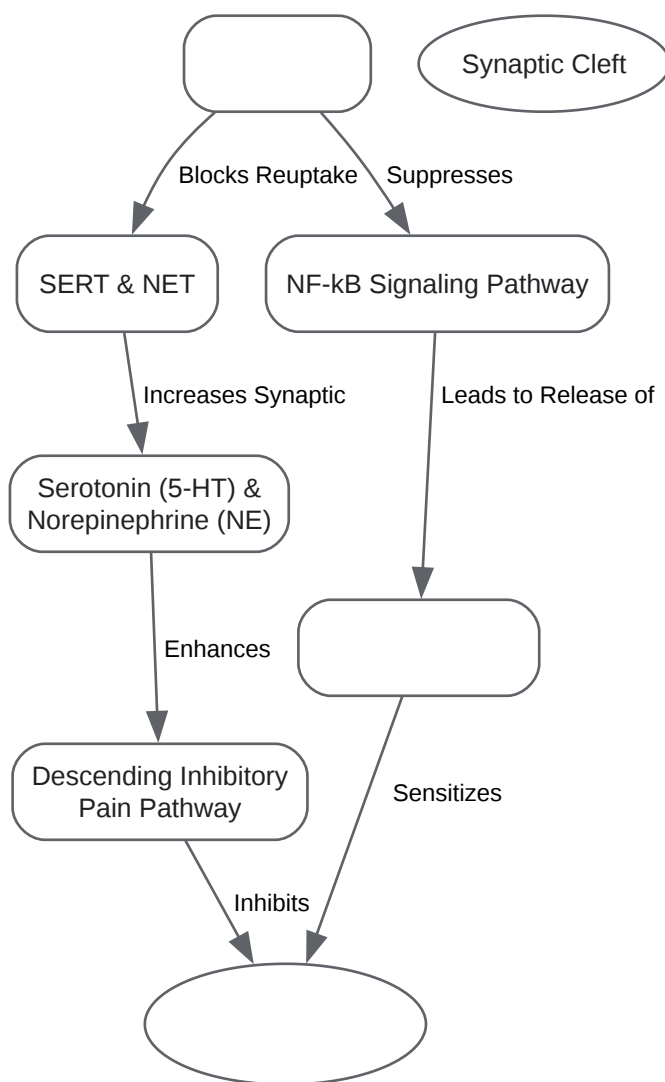 Synaptic Cleft
Blocks Reuptake
Suppresses
SERT & NET
NF-kB Signaling Pathway
Increases Synaptic
Leads to Release of
Serotonin (5-HT) &
Norepinephrine (NE)
Enhances
Descending Inhibitory
Pain Pathway
Sensitizes
Inhibits